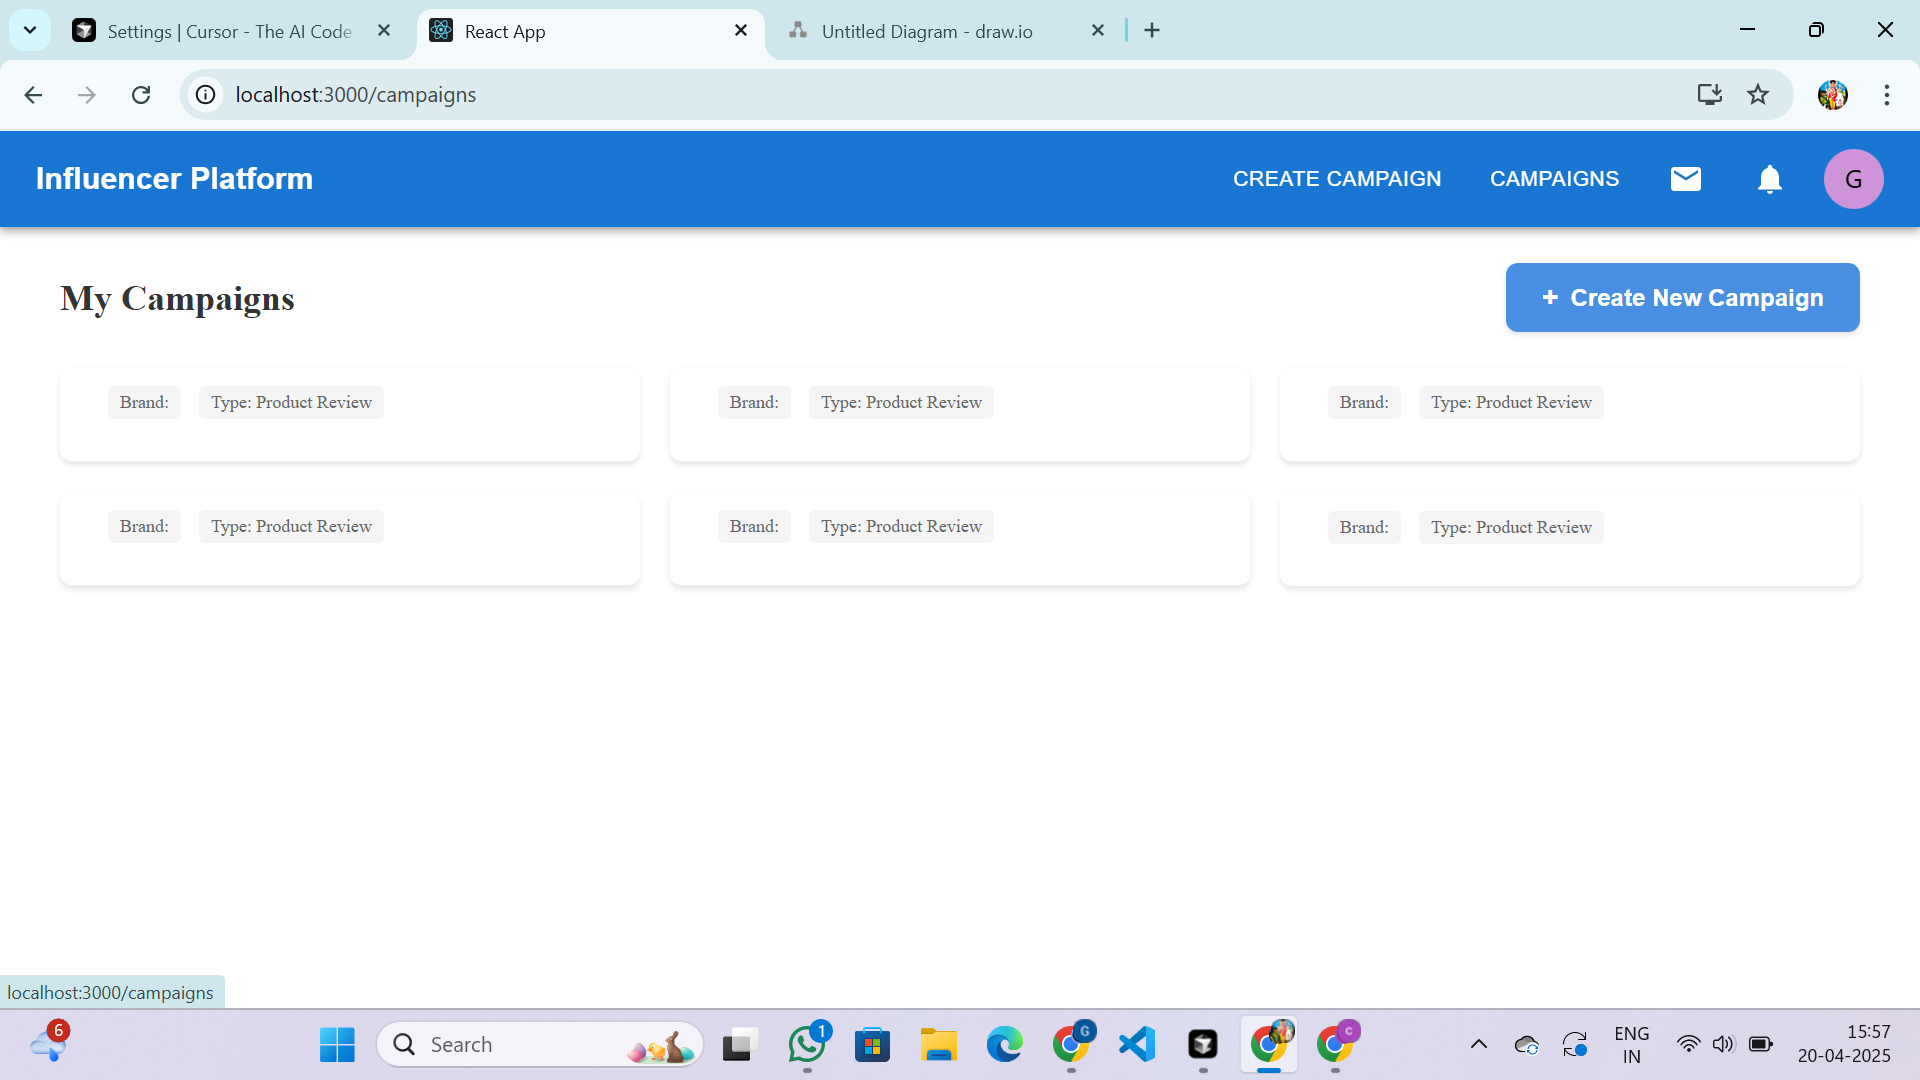 Settings | Cursor - The AI Code
React App
Untitled Diagram - draw.io
localhost:3000/campaigns
Influencer Platform
CREATE CAMPAIGN
CAMPAIGNS
G
My Campaigns
+ Create New Campaign
Brand: Type: Product Review
Brand: Type: Product Review
Brand: Type: Product Review
Brand: Type: Product Review
Brand: Type: Product Review
Brand: Type: Product Review
localhost:3000/campaigns
6
Search
1
G
C
ENG
IN
15:57
20-04-2025